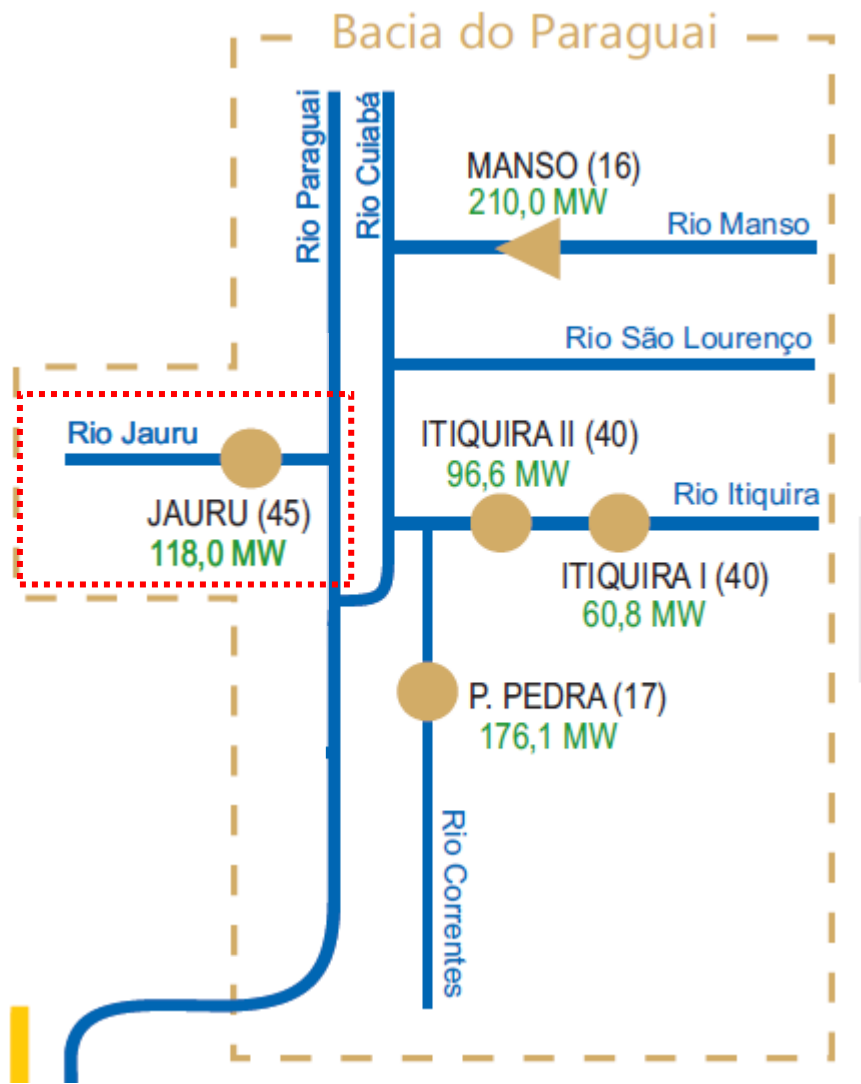 Bacia do Paraguai
Rio Paraguai
Rio Cuiabá
MANSO (16)
210,0 MW
Rio Manso
Rio São Lourenço
Rio Jauru
JAURU (45)
118,0 MW
ITIQUIRA II (40)
96,6 MW
Rio Itiquira
ITIQUIRA I (40)
60,8 MW
P. PEDRA (17)
176,1 MW
Rio Correntes